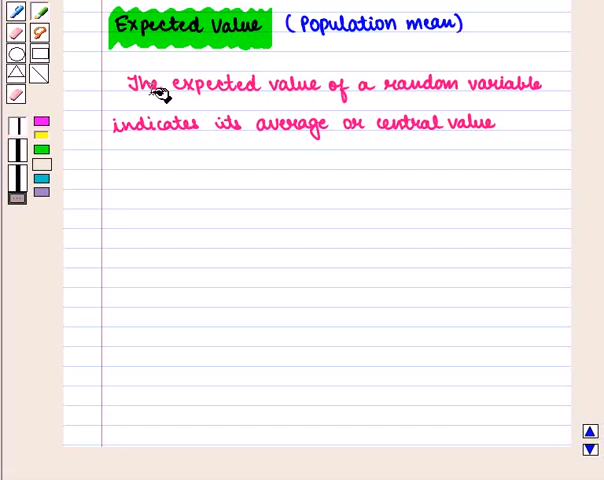 Expected Value (Population mean)
The expected value of a random variable
indicates its average or central value